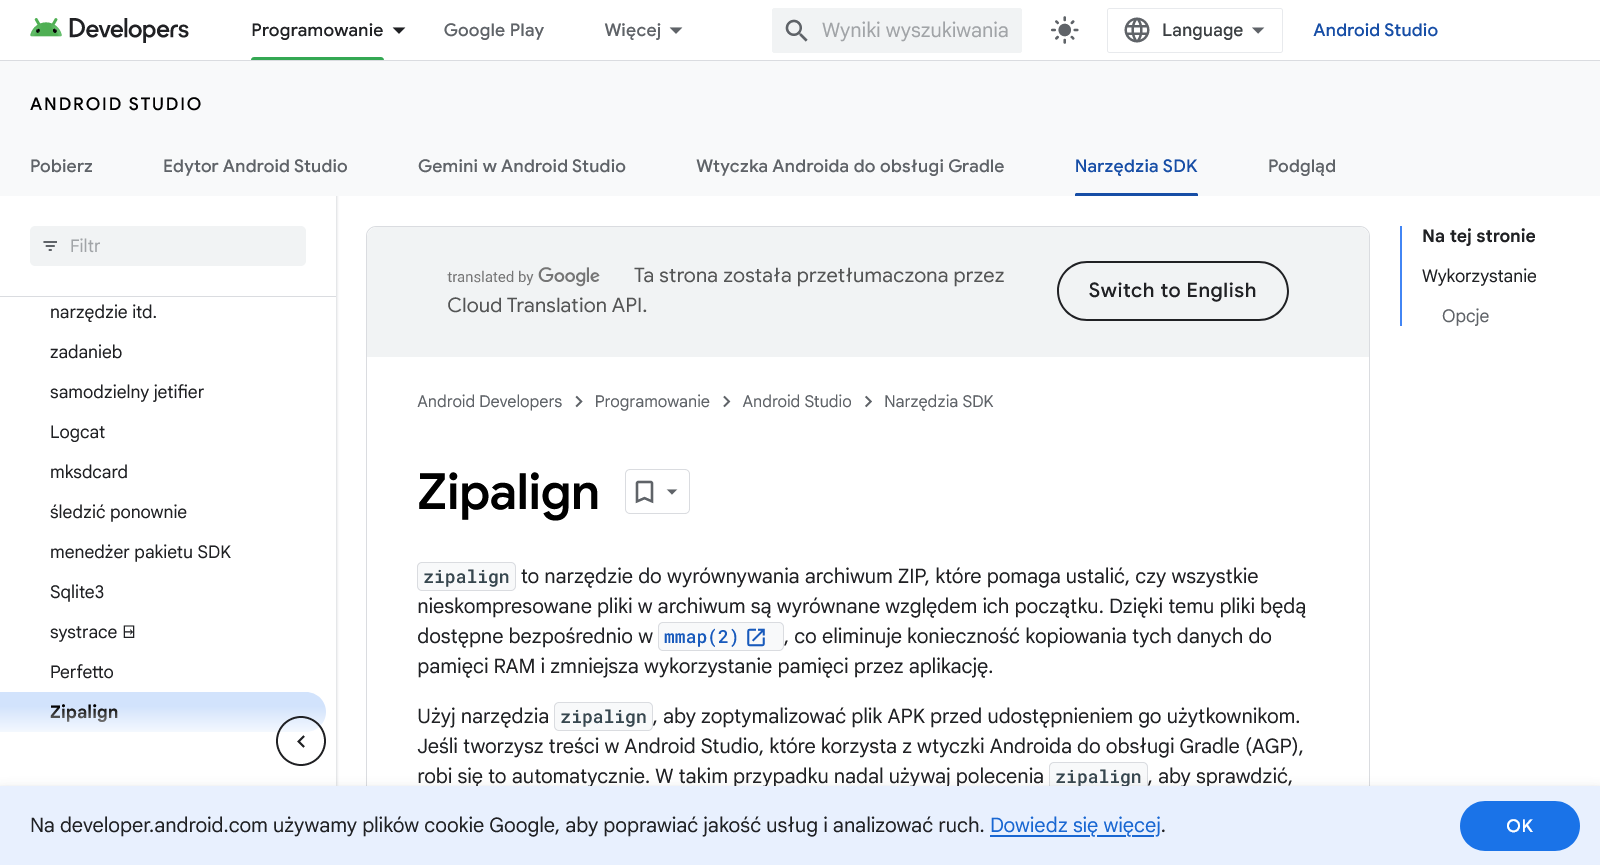 Developers
Programowanie
Google Play
Więcej
Wyniki wyszukiwania
Language
Android Studio
ANDROID STUDIO
Pobierz
Edytor Android Studio
Gemini w Android Studio
Wtyczka Androida do obsługi Gradle
Narzędzia SDK
Podgląd
Filtr
narzędzie itd.
zadanieb
samodzielny jetifier
Logcat
mksdcard
śledzić ponownie
menedżer pakietu SDK
Sqlite3
systrace
Perfetto
Zipalign
translated by Google Ta strona została przetłumaczona przez
Cloud Translation API.
Switch to English
Android Developers > Programowanie > Android Studio > Narzędzia SDK
Zipalign
zipalign to narzędzie do wyrównywania archiwum ZIP, które pomaga ustalić, czy wszystkie
nieskompresowane pliki w archiwum są wyrównane względem ich początku. Dzięki temu pliki będą
dostępne bezpośrednio w mmap(2) , co eliminuje konieczność kopiowania tych danych do
pamięci RAM i zmniejsza wykorzystanie pamięci przez aplikację.
Użyj narzędzia zipalign, aby zoptymalizować plik APK przed udostępnieniem go użytkownikom.
Jeśli tworzysz treści w Android Studio, które korzysta z wtyczki Androida do obsługi Gradle (AGP),
robi się to automatycznie. W takim przypadku nadal używaj polecenia zipalign, aby sprawdzić,
Na tej stronie
Wykorzystanie
Opcje
Na developer.android.com używamy plików cookie Google, aby poprawiać jakość usług i analizować ruch. Dowiedz się więcej.
OK